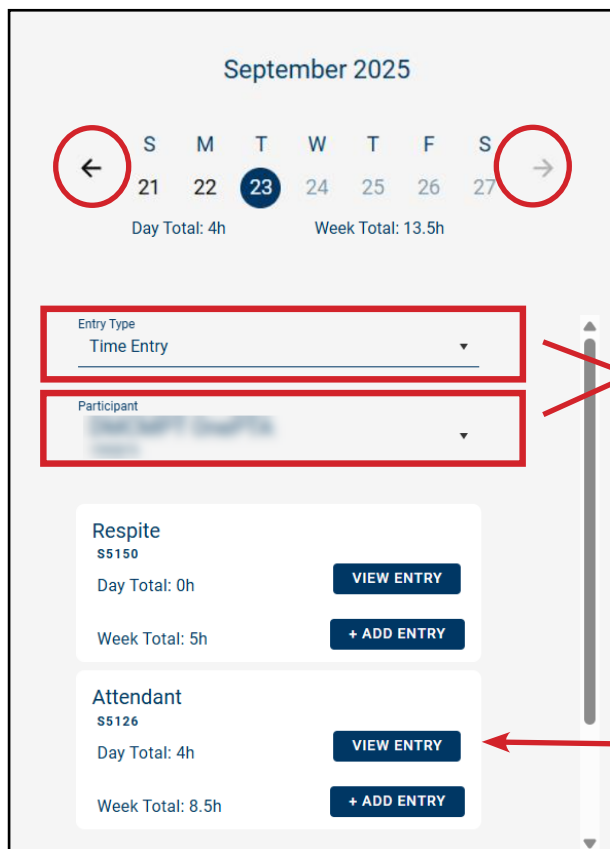 September 2025
S M T W T F S
21 22 23 24 25 26 27
Day Total: 4h Week Total: 13.5h
Entry Type
Time Entry
Participant
Respite
S5150
Day Total: 0h VIEW ENTRY
Week Total: 5h + ADD ENTRY
Attendant
S5126
Day Total: 4h VIEW ENTRY
Week Total: 8.5h + ADD ENTRY